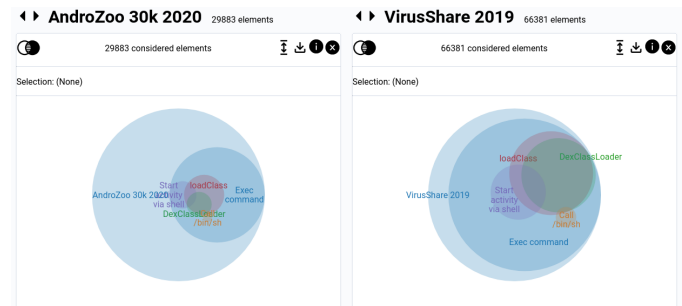 AndroZoo 30k 2020 29883 elements
29883 considered elements
Selection: (None)
Start
activity
via shell
loadClass
AndroZoo 30k 2020
Exec
command
DexClassLoader
/bin/sh
VirusShare 2019 66381 elements
66381 considered elements
Selection: (None)
loadClass
DexClassLoader
VirusShare 2019
Start
activity
via shell
Call
/bin/sh
Exec command